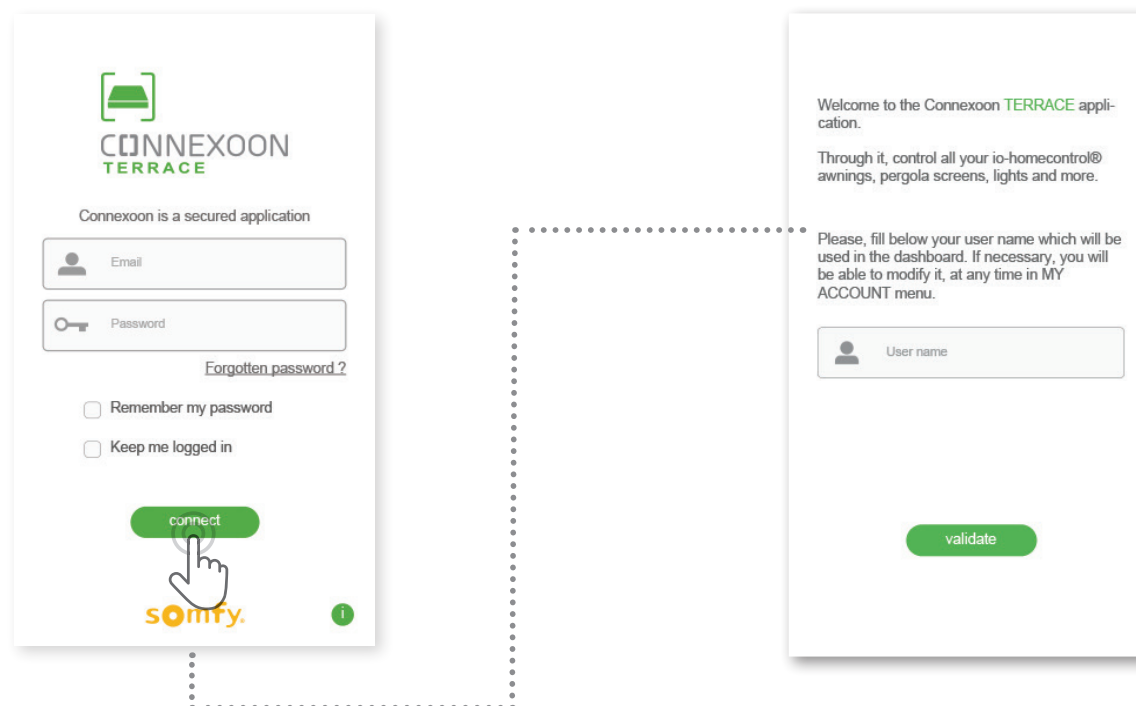 CONNEXOON
TERRACE
Connexoon is a secured application
Email
Password
Forgotten password ?
Remember my password
Keep me logged in
connect
somfy.
i
Welcome to the Connexoon TERRACE appli-
cation.
Through it, control all your io-homecontrol®
awnings, pergola screens, lights and more.
Please, fill below your user name which will be
used in the dashboard. If necessary, you will
be able to modify it, at any time in MY
ACCOUNT menu.
User name
validate